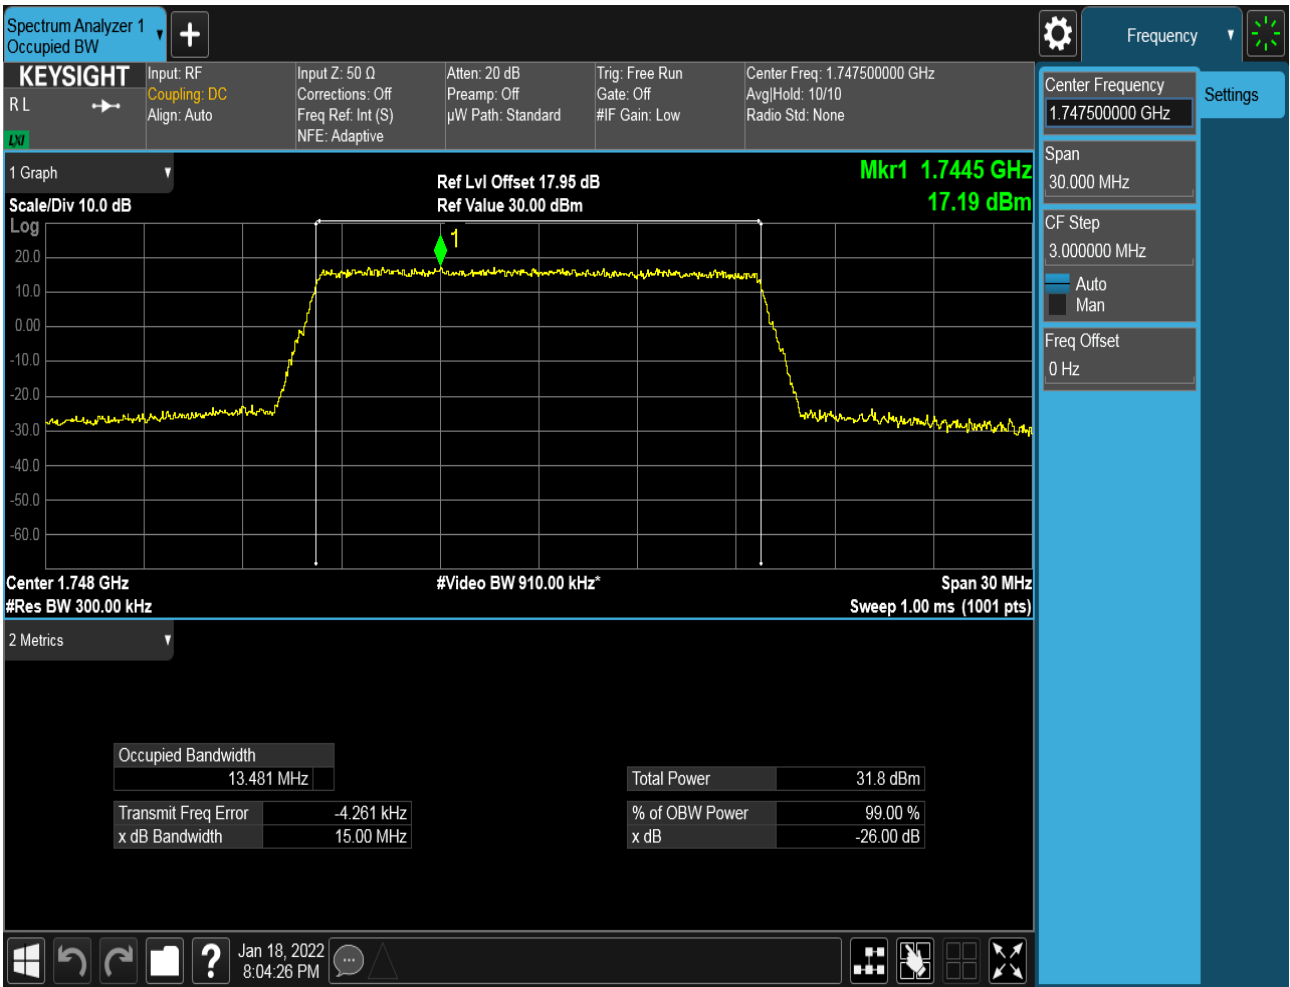 Spectrum Analyzer 1
Occupied BW
Frequency
KEYSIGHT
R L
LXI
Input: RF
Coupling: DC
Align: Auto
Input Z: 50 Ω
Corrections: Off
Freq Ref: Int (S)
NFE: Adaptive
Atten: 20 dB
Preamp: Off
µW Path: Standard
Trig: Free Run
Gate: Off
#IF Gain: Low
Center Freq: 1.747500000 GHz
Avg|Hold: 10/10
Radio Std: None
Center Frequency
1.747500000 GHz
Settings
Span
30.000 MHz
CF Step
3.000000 MHz
Auto
Man
Freq Offset
0 Hz
1 Graph
Scale/Div 10.0 dB
Ref Lvl Offset 17.95 dB
Ref Value 30.00 dBm
Mkr1 1.7445 GHz
17.19 dBm
Log
1
20.0
10.0
0.00
-10.0
-20.0
-30.0
-40.0
-50.0
-60.0
Center 1.748 GHz
#Res BW 300.00 kHz
#Video BW 910.00 kHz*
Span 30 MHz
Sweep 1.00 ms (1001 pts)
2 Metrics
Occupied Bandwidth
13.481 MHz
Transmit Freq Error -4.261 kHz
x dB Bandwidth 15.00 MHz
Total Power 31.8 dBm
% of OBW Power 99.00 %
x dB -26.00 dB
?
Jan 18, 2022
8:04:26 PM